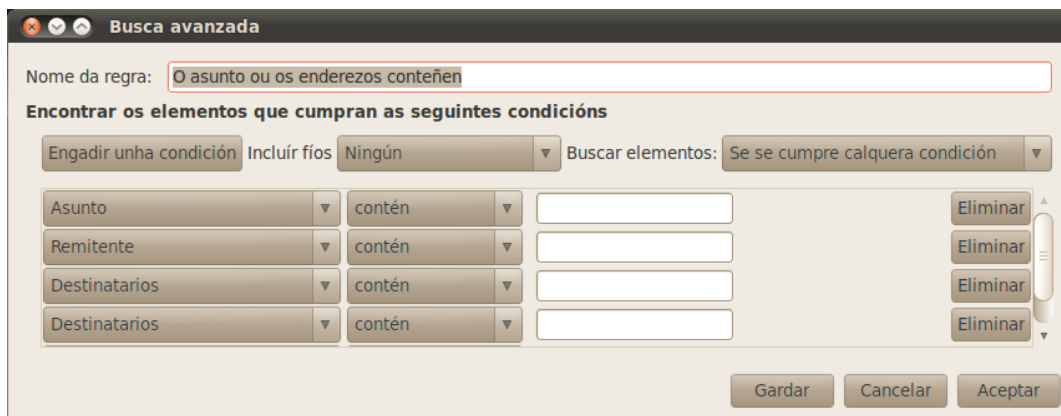 Busca avanzada
Nome da regra: O asunto ou os enderezos conteñen
Encontrar os elementos que cumpran as seguintes condicións
Engadir unha condición Incluír fíos Ningún Buscar elementos: Se se cumpre calquera condición
Asunto contén Eliminar
Remitente contén Eliminar
Destinatarios contén Eliminar
Destinatarios contén Eliminar
Gardar Cancelar Aceptar